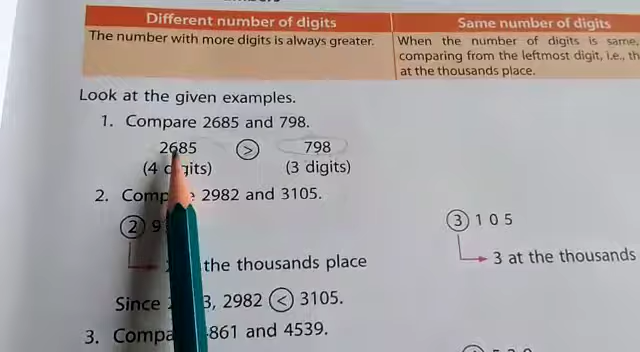 Different number of digits
Same number of digits
The number with more digits is always greater.
When the number of digits is same,
comparing from the leftmost digit, i.e.,
at the thousands place.
Look at the given examples.
1. Compare 2685 and 798.
2685 > 798
(4 digits) (3 digits)
2. Compare 2982 and 3105.
2 9
3 1 0 5
the thousands place
3 at the thousands
Since 3, 2982 < 3105.
3. Compa 861 and 4539.